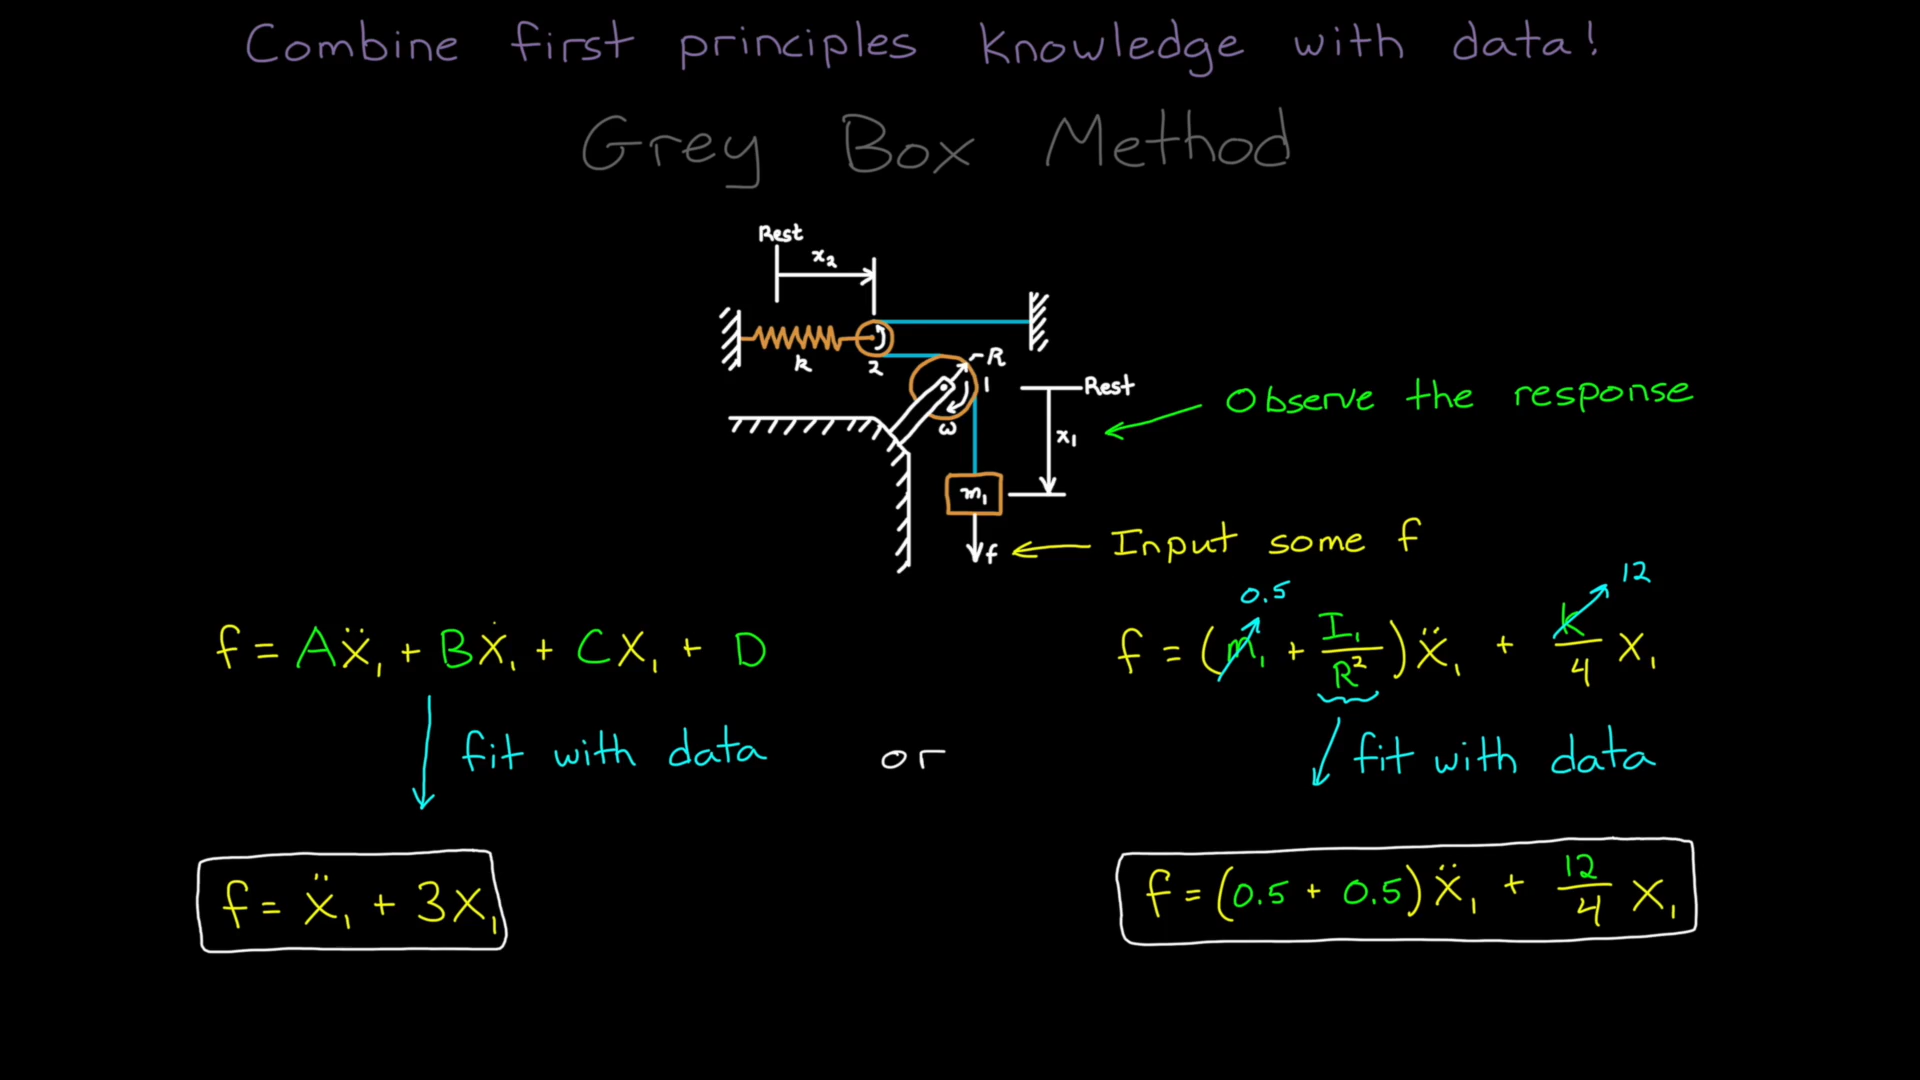 Combine first principles knowledge with data!
Grey Box Method
Rest
x₂
k
2
R
1
ω
Rest
x₁
Observe the response
m₁
f
Input some f
f = Aẍ₁ + Bẋ₁ + Cx₁ + D
fit with data
or
0.5
12
f = (m₁ + I₁/R²)ẍ₁ + k/4 x₁
fit with data
f = ẍ₁ + 3x₁
f = (0.5 + 0.5)ẍ₁ + 12/4 x₁